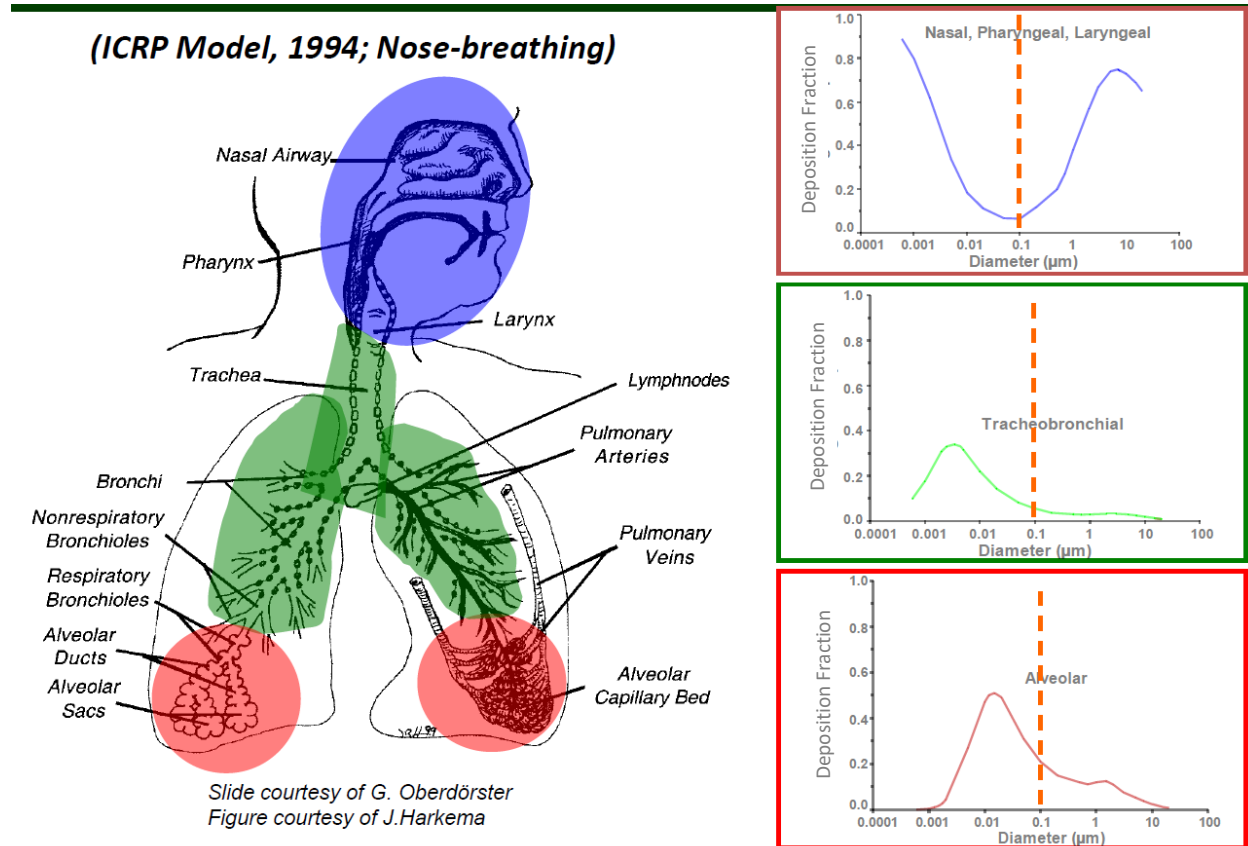 (ICRP Model, 1994; Nose-breathing)
Nasal Airway
Pharynx
Larynx
Trachea
Lymphnodes
Pulmonary
Arteries
Bronchi
Nonrespiratory
Bronchioles
Pulmonary
Veins
Respiratory
Bronchioles
Alveolar
Ducts
Alveolar
Sacs
Alveolar
Capillary Bed
Slide courtesy of G. Oberdörster
Figure courtesy of J.Harkema
Nasal, Pharyngeal, Laryngeal
Deposition Fraction
1.0
0.8
0.6
0.4
0.2
0.0
0.0001 0.01 0.1 1 10 100
Diameter (µm)
Tracheobronchial
Deposition Fraction
1.0
0.8
0.6
0.4
0.2
0.0
0.0001 0.001 0.01 0.1 1 10 100
Diameter (µm)
Alveolar
Deposition Fraction
1.0
0.8
0.6
0.4
0.2
0.0
0.0001 0.001 0.01 0.1 1 10 100
Diameter (µm)